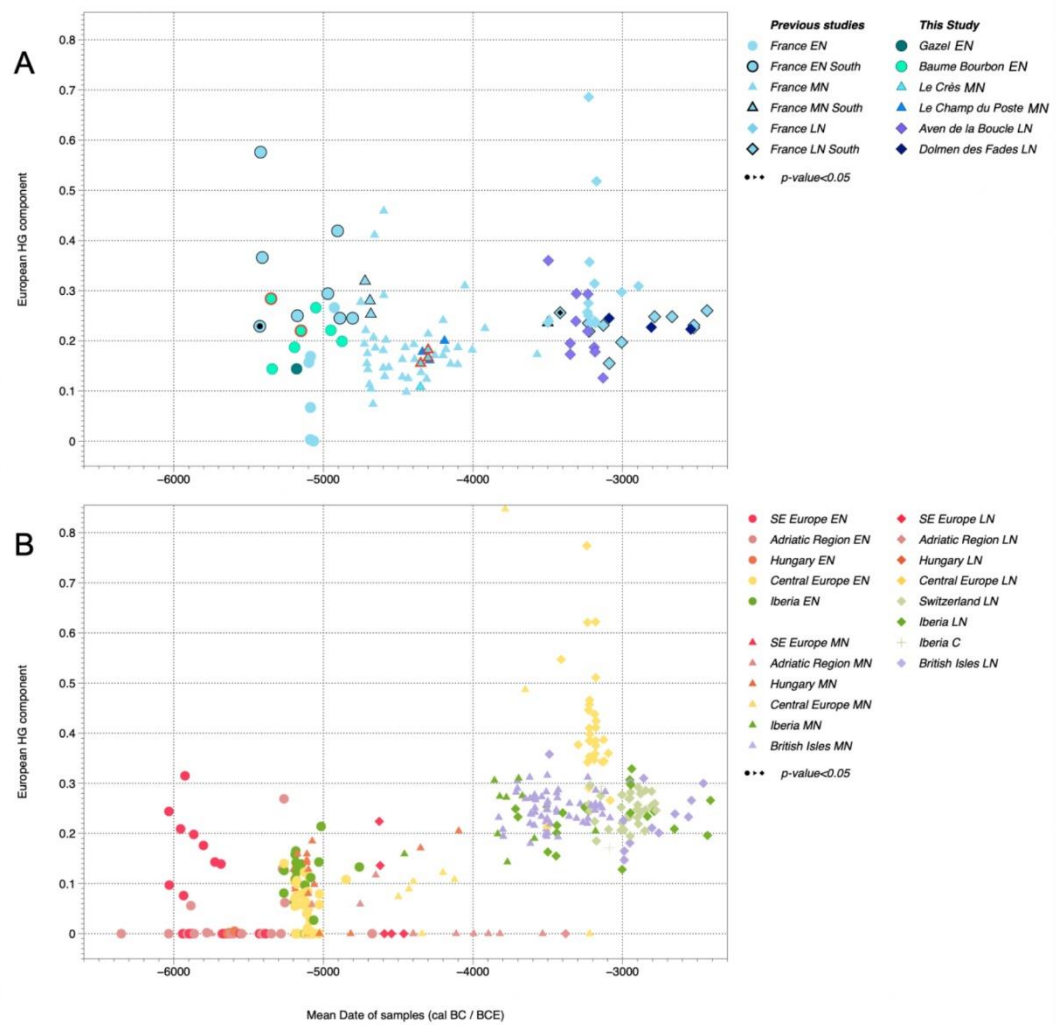 A
European HG component
0.8
0.7
0.6
0.5
0.4
0.3
0.2
0.1
0
−6000 −5000 −4000 −3000
Previous studies
France EN
France EN South
France MN
France MN South
France LN
France LN South
p-value<0.05
This Study
Gazel EN
Baume Bourbon EN
Le Crès MN
Le Champ du Poste MN
Aven de la Boucle LN
Dolmen des Fades LN
B
European HG component
0.8
0.7
0.6
0.5
0.4
0.3
0.2
0.1
0
−6000 −5000 −4000 −3000
Mean Date of samples (cal BC / BCE)
SE Europe EN
Adriatic Region EN
Hungary EN
Central Europe EN
Iberia EN
SE Europe MN
Adriatic Region MN
Hungary MN
Central Europe MN
Iberia MN
British Isles MN
SE Europe LN
Adriatic Region LN
Hungary LN
Central Europe LN
Switzerland LN
Iberia LN
Iberia C
British Isles LN
p-value<0.05